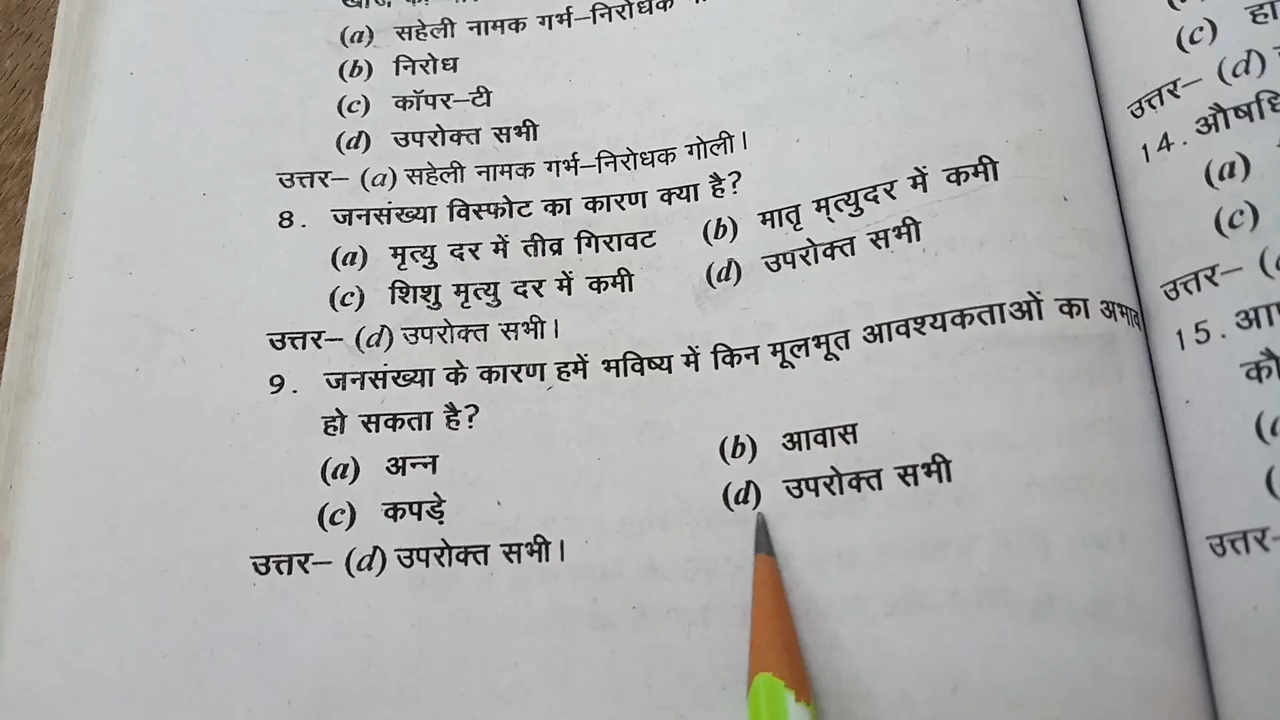 (a) सहेली नामक गर्भ–निरोधक
(b) निरोध
(c) कॉपर–टी
(d) उपरोक्त सभी
उत्तर– (a) सहेली नामक गर्भ–निरोधक गोली।
8. जनसंख्या विस्फोट का कारण क्या है?
(a) मृत्यु दर में तीव्र गिरावट (b) मातृ मृत्युदर में कमी
(c) शिशु मृत्यु दर में कमी (d) उपरोक्त सभी
उत्तर– (d) उपरोक्त सभी।
9. जनसंख्या के कारण हमें भविष्य में किन मूलभूत आवश्यकताओं का अभाव
हो सकता है?
(a) अन्न (b) आवास
(c) कपड़े (d) उपरोक्त सभी
उत्तर– (d) उपरोक्त सभी।
(c)
उत्तर– (d)
14.
(a)
(c)
उत्तर–
15.
उत्तर–